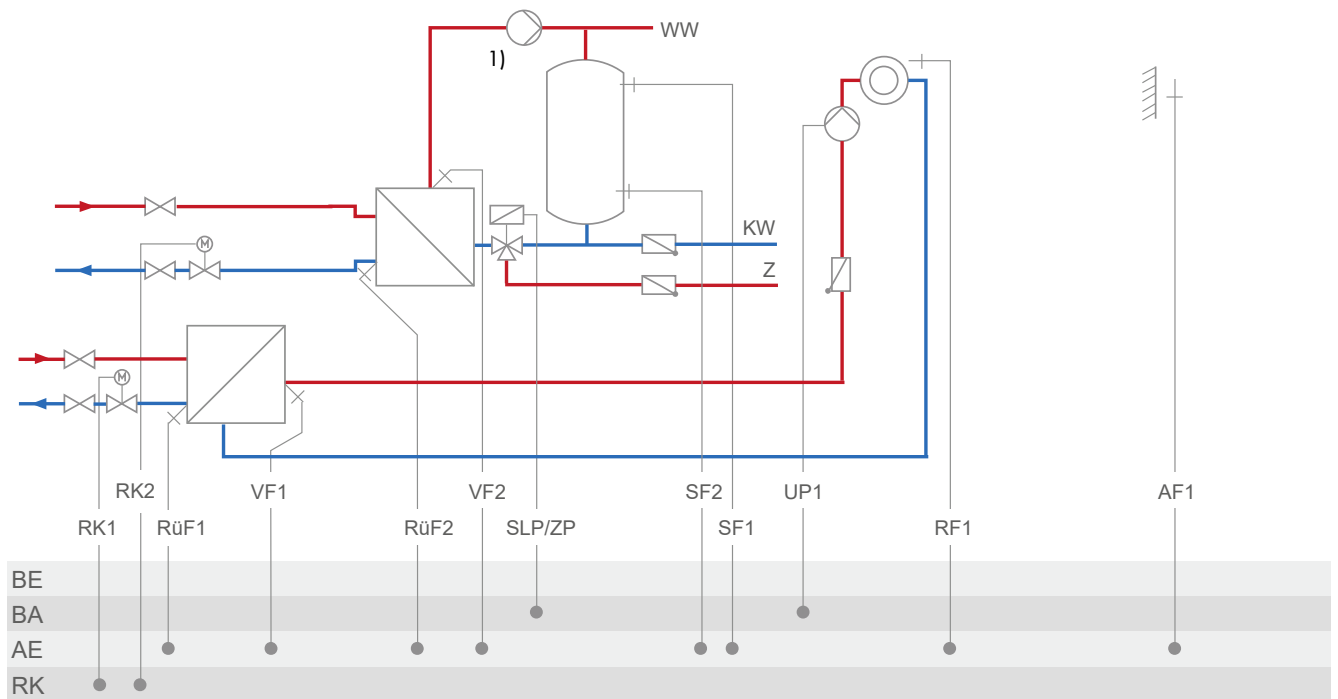 WW
1)
KW
Z
M
M
RK2 VF1 VF2 SF2 UP1 AF1
RK1 RüF1 RüF2 SLP/ZP SF1 RF1
BE
BA
AE
RK